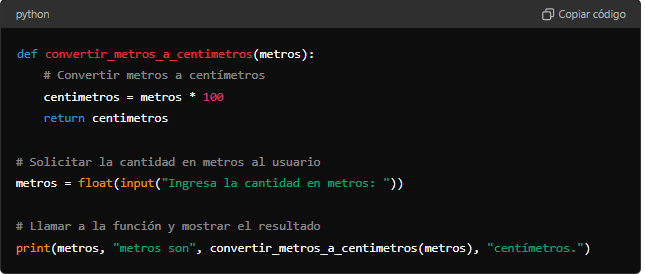 python
Copiar código
def convertir_metros_a_centimetros(metros):
    # Convertir metros a centímetros
    centimetros = metros * 100
    return centimetros
# Solicitar la cantidad en metros al usuario
metros = float(input("Ingresa la cantidad en metros: "))
# Llamar a la función y mostrar el resultado
print(metros, "metros son", convertir_metros_a_centimetros(metros), "centímetros.")